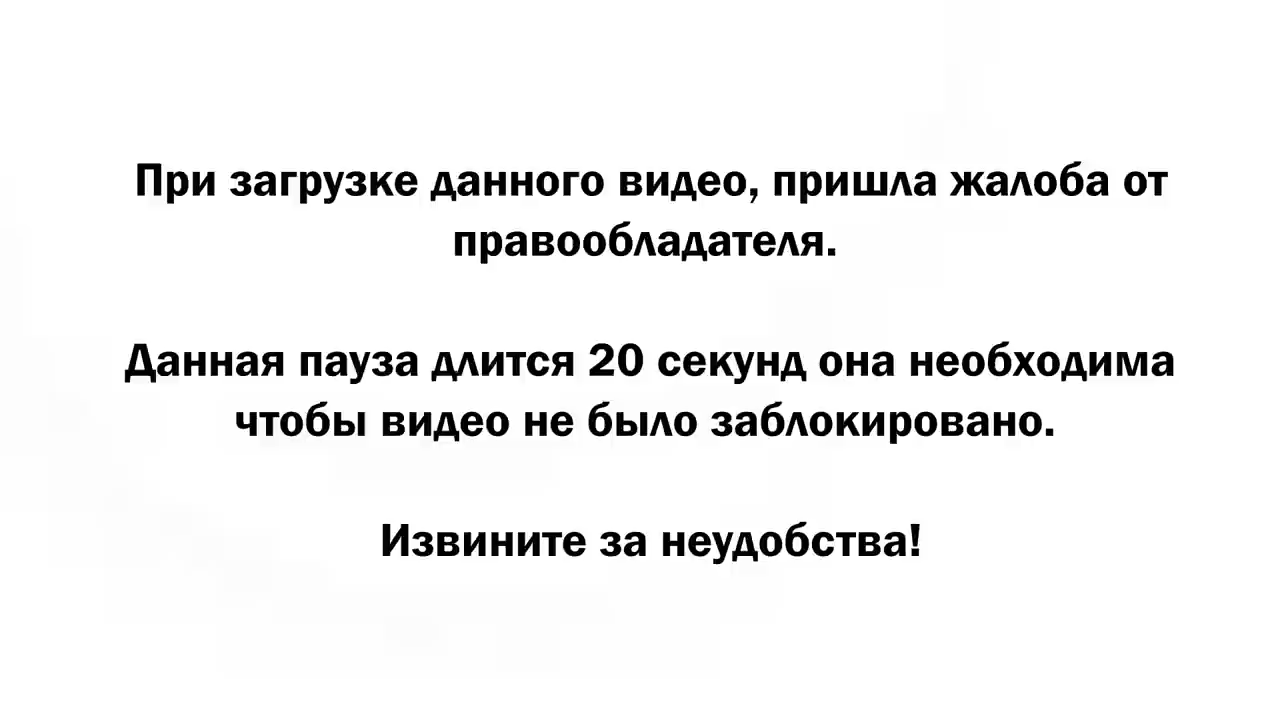 При загрузке данного видео, пришла жалоба от
правообладателя.
Данная пауза длится 20 секунд она необходима
чтобы видео не было заблокировано.
Извините за неудобства!